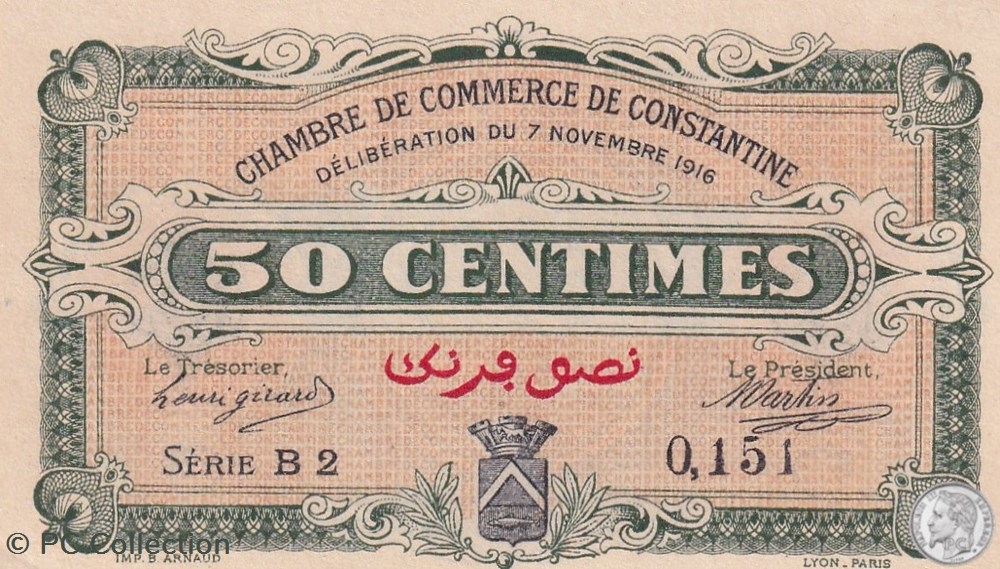 CHAMBRE DE COMMERCE DE CONSTANTINE
DÉLIBÉRATION DU 7 NOVEMBRE 1916
50 CENTIMES
Le Trésorier,
نصف فرنك
Le Président,
henri girard
Martin
SÉRIE B 2
0,151
© PC Collection
IMP. B ARNAUD
LYON - PARIS